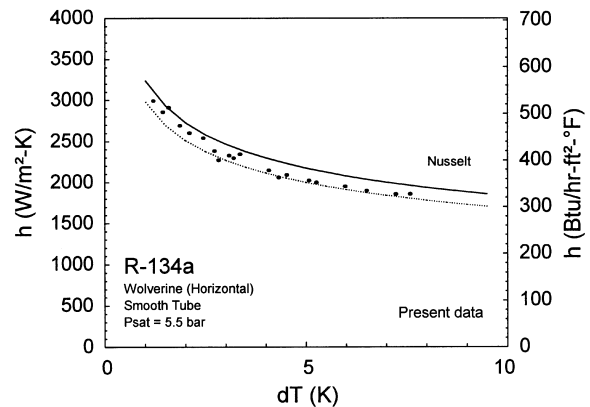 4000
3500
3000
2500
2000
1500
1000
500
0
h (W/m²-K)
700
600
500
400
300
200
100
0
h (Btu/hr-ft²-°F)
Nusselt
R-134a
Wolverine (Horizontal)
Smooth Tube
Psat = 5.5 bar
Present data
0
5
10
dT (K)